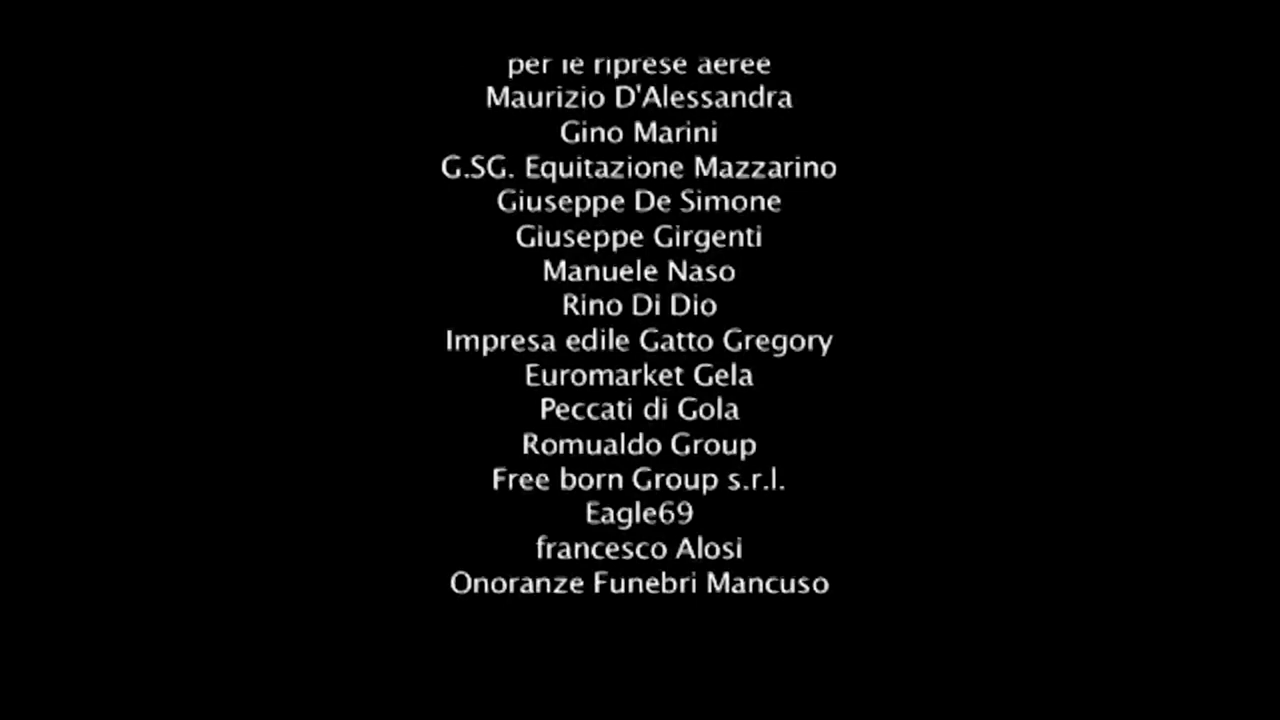 per le riprese aeree
Maurizio D'Alessandra
Gino Marini
G.SG. Equitazione Mazzarino
Giuseppe De Simone
Giuseppe Girgenti
Manuele Naso
Rino Di Dio
Impresa edile Gatto Gregory
Euromarket Gela
Peccati di Gola
Romualdo Group
Free born Group s.r.l.
Eagle69
francesco Alosi
Onoranze Funebri Mancuso